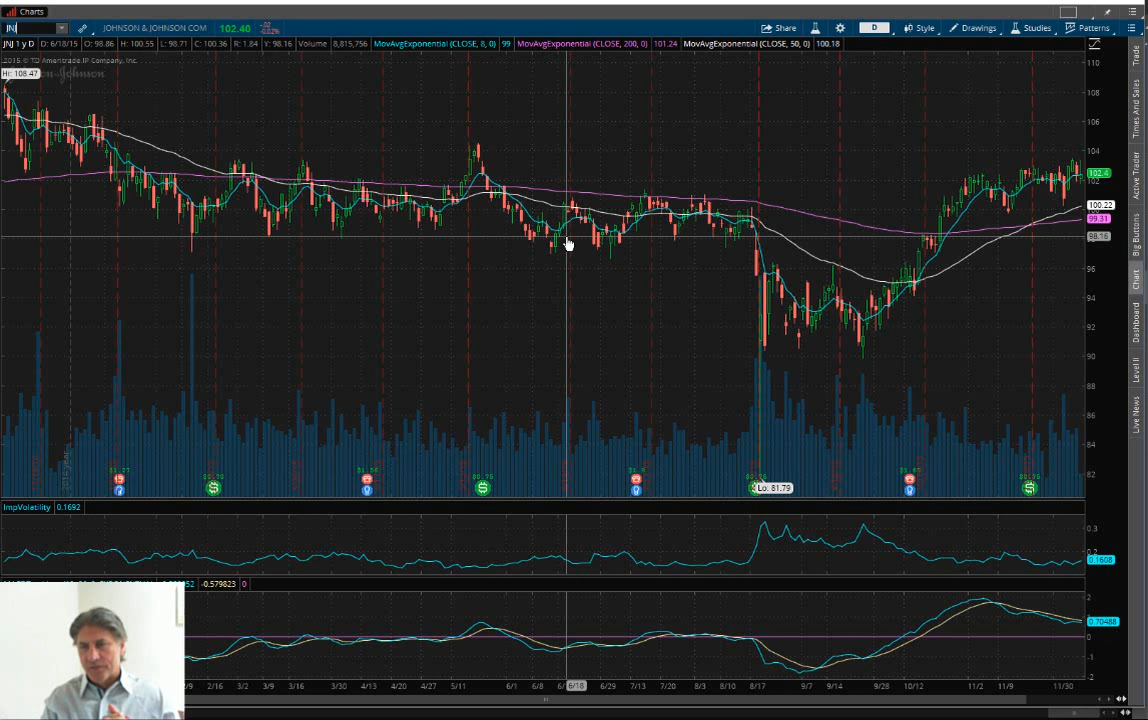 Charts
JNJ JOHNSON & JOHNSON COM 102.40 -.02 -0.02% Share D Style Drawings Studies Patterns
JNJ 1 y D D: 6/18/15 O: 98.86 H: 100.55 L: 98.71 C: 100.36 R: 1.84 Y: 98.16 Volume 8,815,756 MovAvgExponential (CLOSE, 8, 0) 99 MovAvgExponential (CLOSE, 200, 0) 101.24 MovAvgExponential (CLOSE, 50, 0) 100.18
2015 © TD Ameritrade IP Company, Inc.
Hi: 108.47
110
108
106
104
102.4
102
100.22
99.31
98.16
96
94
92
90
88
86
84
82
Lo: 81.79
Trade
Times And Sales
Active Trader
Big Buttons
Chart
Dashboard
Level II
Live News
ImpVolatility 0.1692
0.3
0.2
0.1608
-0.579823 0
2
1
0.70488
0
-1
-2
2/9 2/16 3/2 3/9 3/16 3/30 4/13 4/20 4/27 5/11 6/1 6/8 6/18 6/29 7/13 7/20 8/3 8/10 8/17 9/7 9/14 9/28 10/12 11/2 11/9 11/30